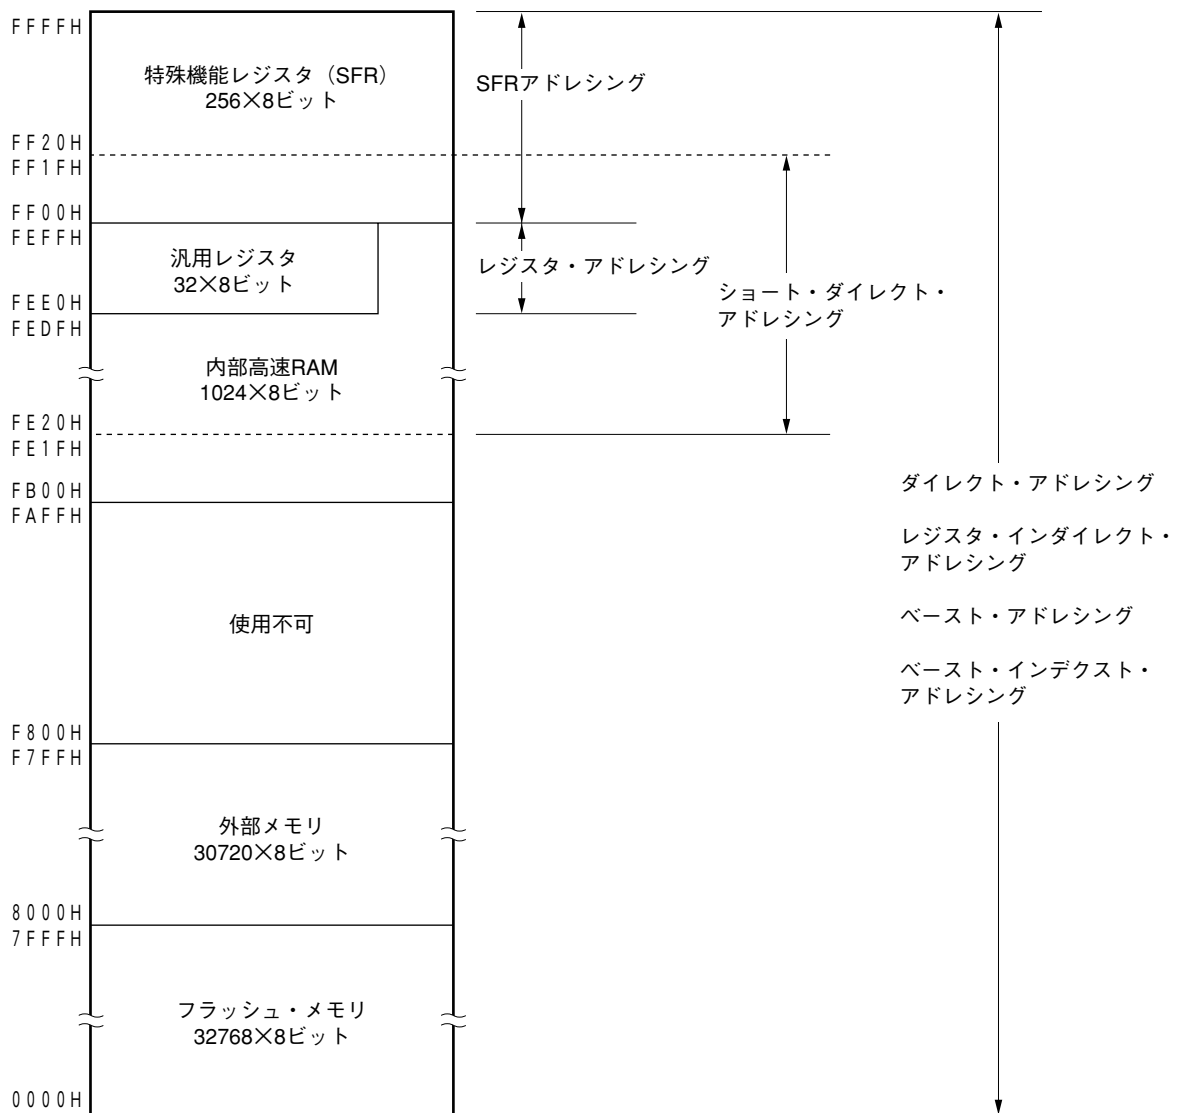 FFFFH
特殊機能レジスタ（SFR）
256×8ビット
SFRアドレシング
FF20H
FF1FH
FF00H
FEFFH
汎用レジスタ
32×8ビット
レジスタ・アドレシング
ショート・ダイレクト・
アドレシング
FEE0H
FEDFH
内部高速RAM
1024×8ビット
FE20H
FE1FH
FB00H
FAFFH
ダイレクト・アドレシング
レジスタ・インダイレクト・
アドレシング
ベースト・アドレシング
ベースト・インデクスト・
アドレシング
使用不可
F800H
F7FFH
外部メモリ
30720×8ビット
8000H
7FFFH
フラッシュ・メモリ
32768×8ビット
0000H